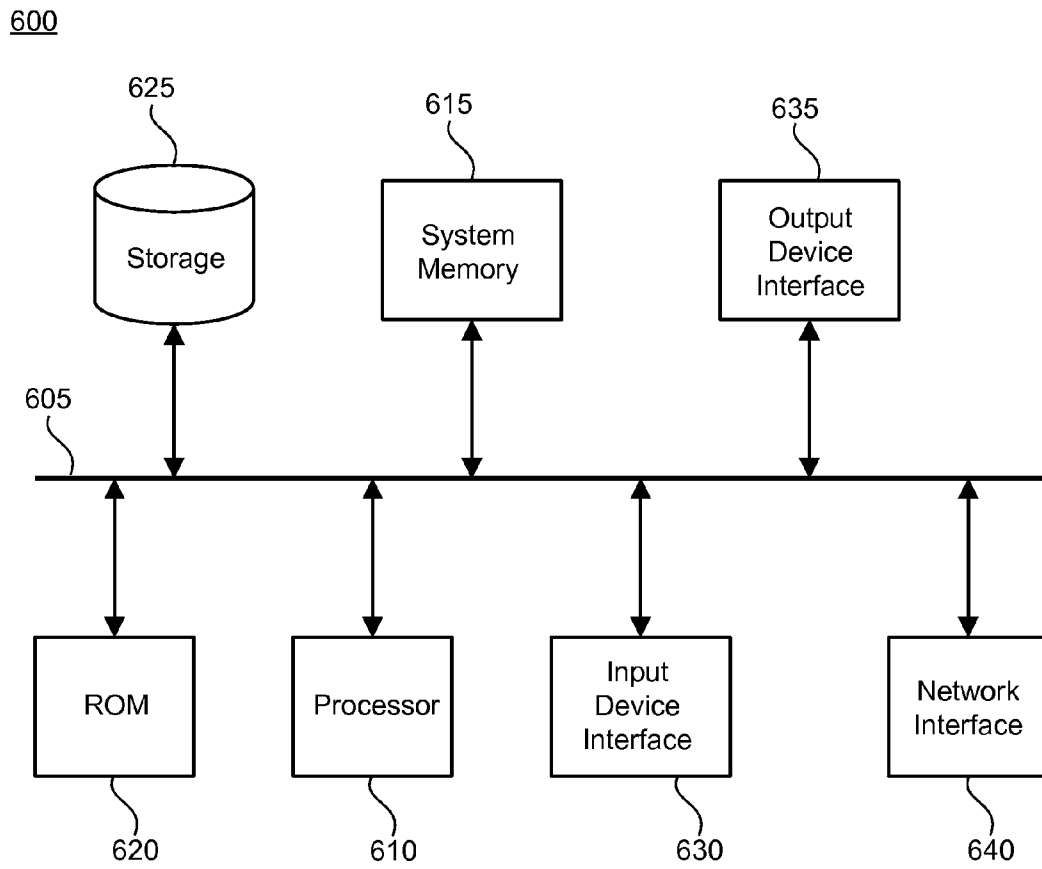 600
625
615
635
Storage
System
Memory
Output
Device
Interface
605
ROM
Processor
Input
Device
Interface
Network
Interface
620
610
630
640